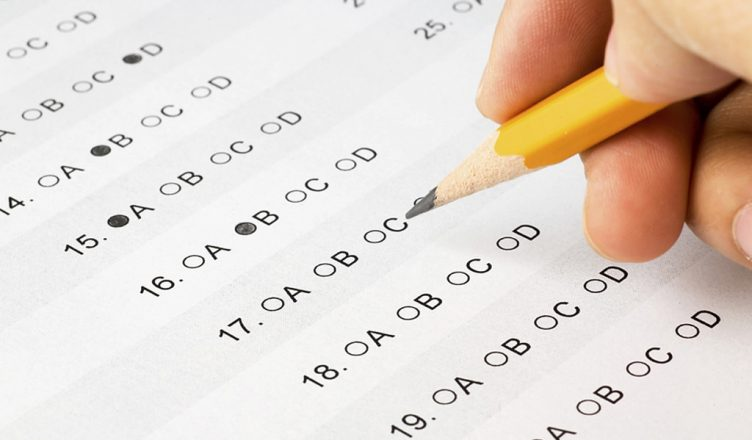 C D
A B C D
14. A B C D
15. A B C D
16. A B C D
17. A B C
18. A B C D
19. A B C D
A B C D
25.